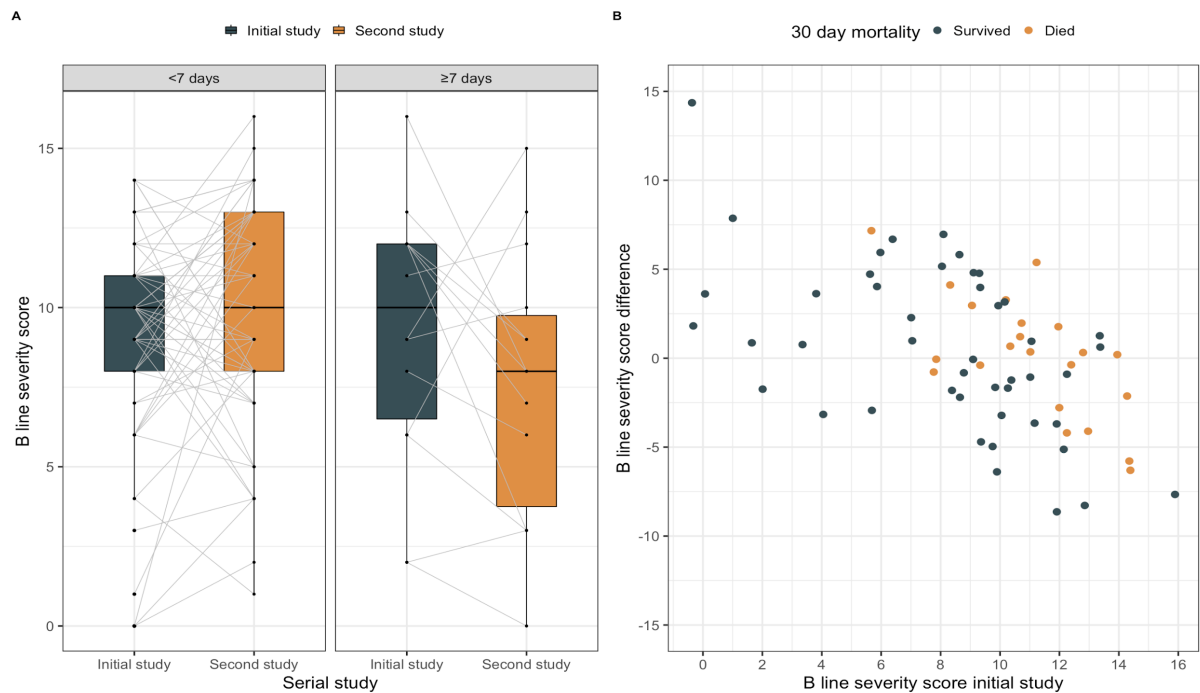 A
Initial study Second study
<7 days
≥7 days
B line severity score
15
10
5
0
Initial study Second study
Initial study Second study
Serial study
B
30 day mortality Survived Died
B line severity score difference
15
10
5
0
-5
-10
-15
0 2 4 6 8 10 12 14 16
B line severity score initial study